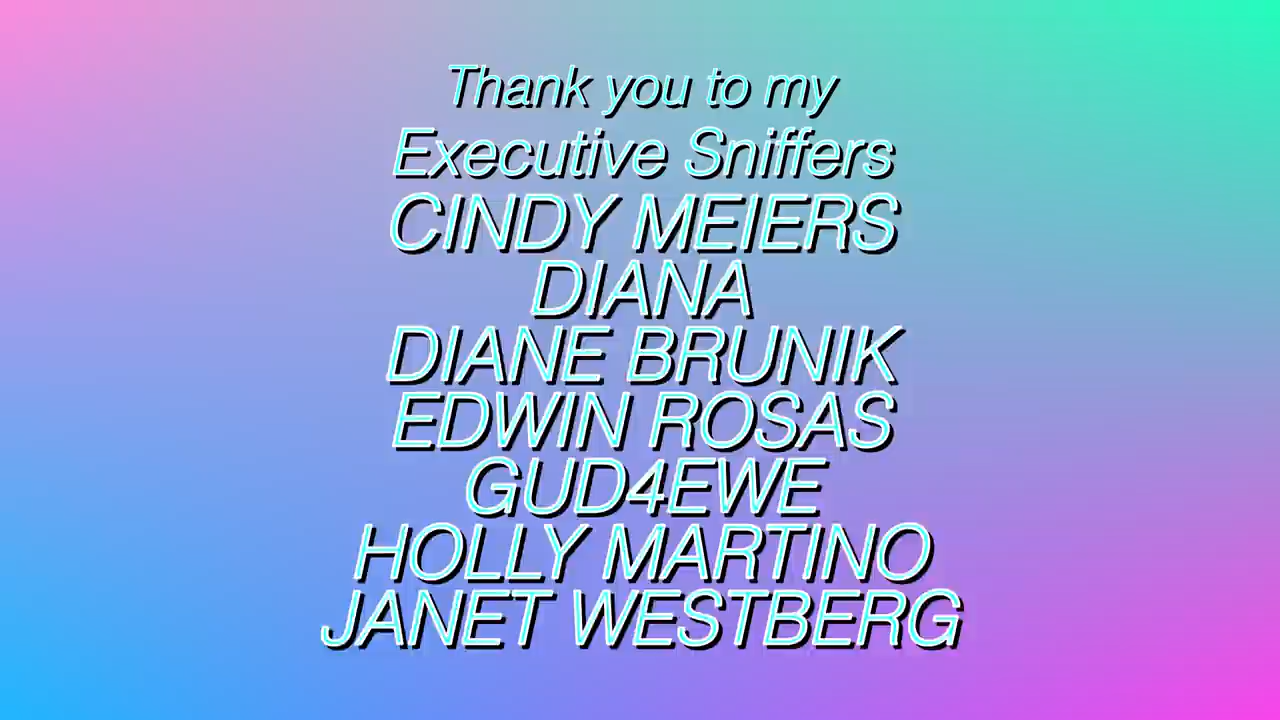 Thank you to my
Executive Sniffers
CINDY MEIERS
DIANA
DIANE BRUNIK
EDWIN ROSAS
GUD4EWE
HOLLY MARTINO
JANET WESTBERG